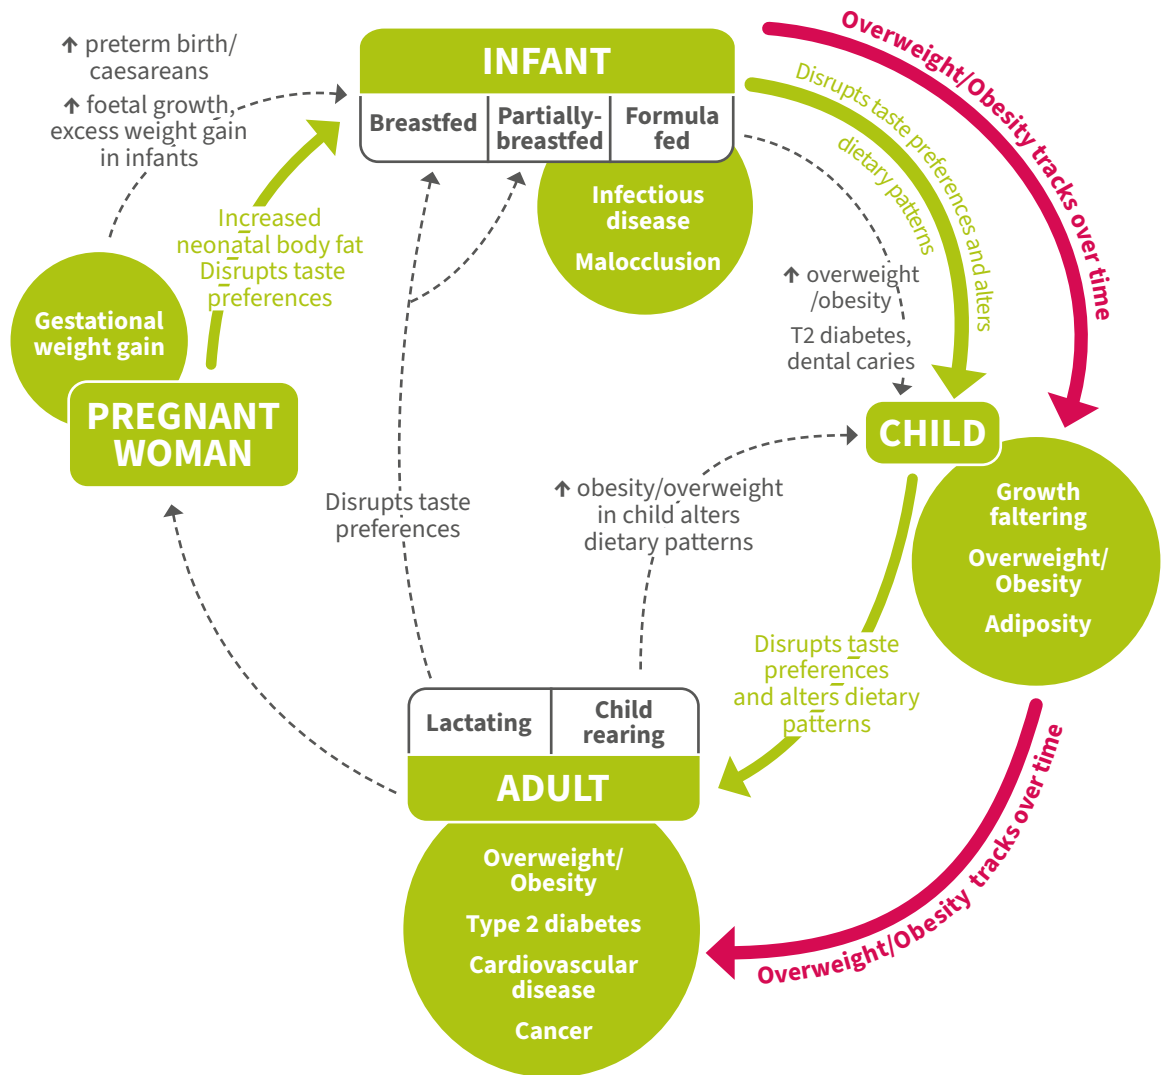 ↑ preterm birth/
caesareans
↑ foetal growth,
excess weight gain
in infants
INFANT
Breastfed
Partially-
breastfed
Formula
fed
Infectious
disease
Malocclusion
Overweight/Obesity tracks over time
Disrupts taste preferences and alters
dietary patterns
Increased
neonatal body fat
Disrupts taste
preferences
↑ overweight
/obesity
T2 diabetes,
dental caries
Gestational
weight gain
PREGNANT
WOMAN
CHILD
Growth
faltering
Overweight/
Obesity
Adiposity
Disrupts taste
preferences
↑ obesity/overweight
in child alters
dietary patterns
Disrupts taste
preferences
and alters dietary
patterns
Lactating
Child
rearing
ADULT
Overweight/
Obesity
Type 2 diabetes
Cardiovascular
disease
Cancer
Overweight/Obesity tracks over time